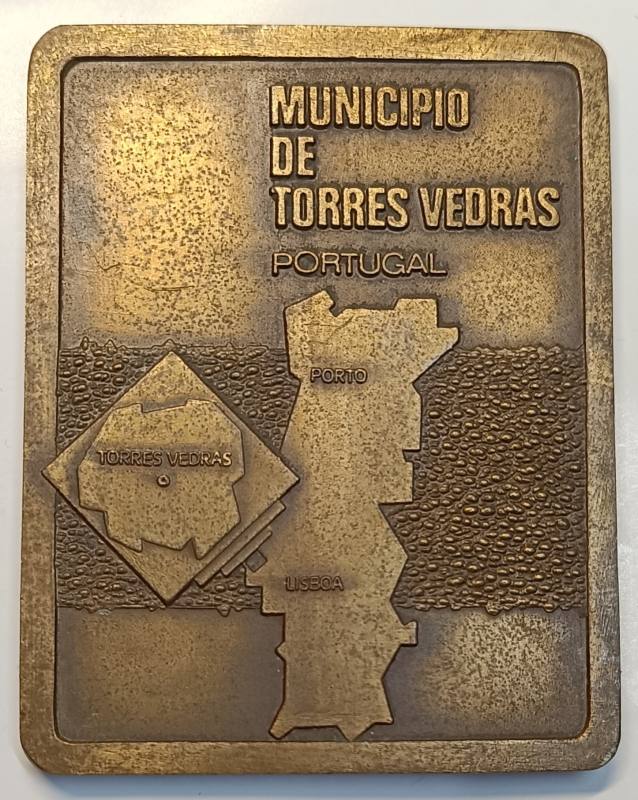 MUNICIPIO
DE
TORRES VEDRAS
PORTUGAL
PORTO
TORRES VEDRAS
LISBOA